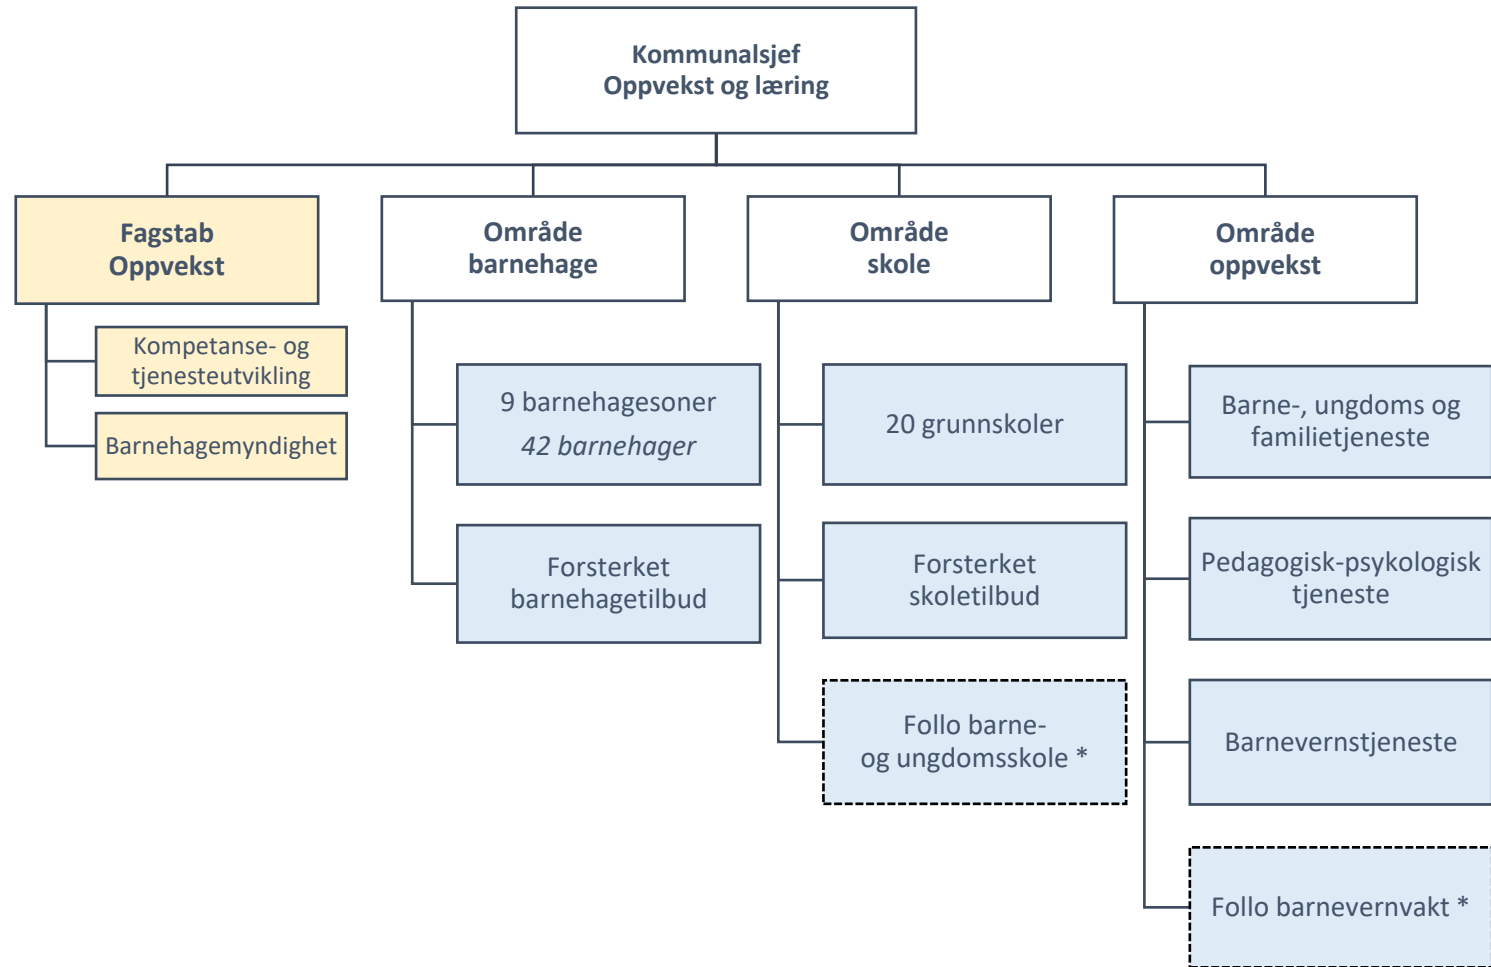 Kommunalsjef
Oppvekst og læring
Fagstab
Oppvekst
Kompetanse- og
tjenesteutvikling
Barnehagemyndighet
Område
barnehage
9 barnehagesoner
42 barnehager
Forsterket
barnehagetilbud
Område
skole
20 grunnskoler
Forsterket
skoletilbud
Follo barne-
og ungdomsskole *
Område
oppvekst
Barne-, ungdoms og
familietjeneste
Pedagogisk-psykologisk
tjeneste
Barnevernstjeneste
Follo barnevernvakt *